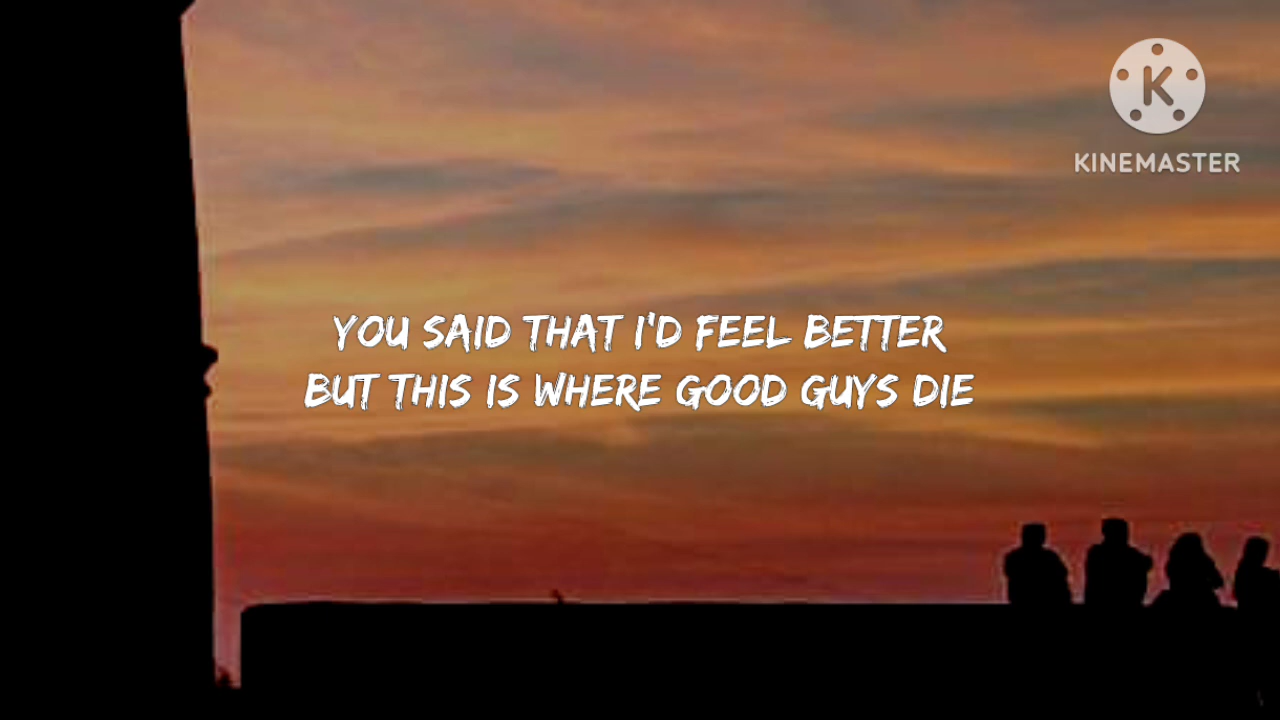 K
KINEMASTER
YOU SAID THAT I'D FEEL BETTER
BUT THIS IS WHERE GOOD GUYS DIE